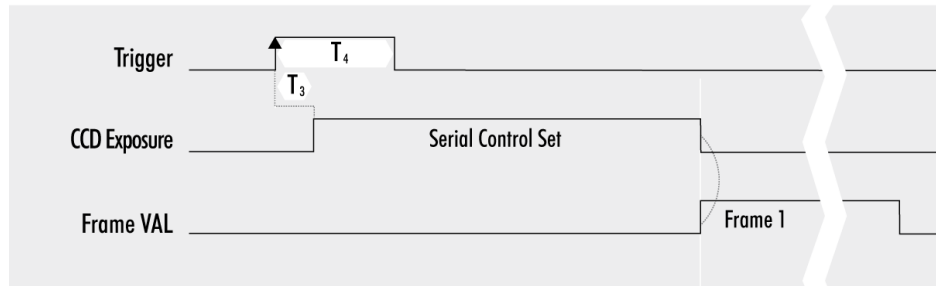 Trigger
T4
T3
CCD Exposure
Serial Control Set
Frame VAL
Frame 1